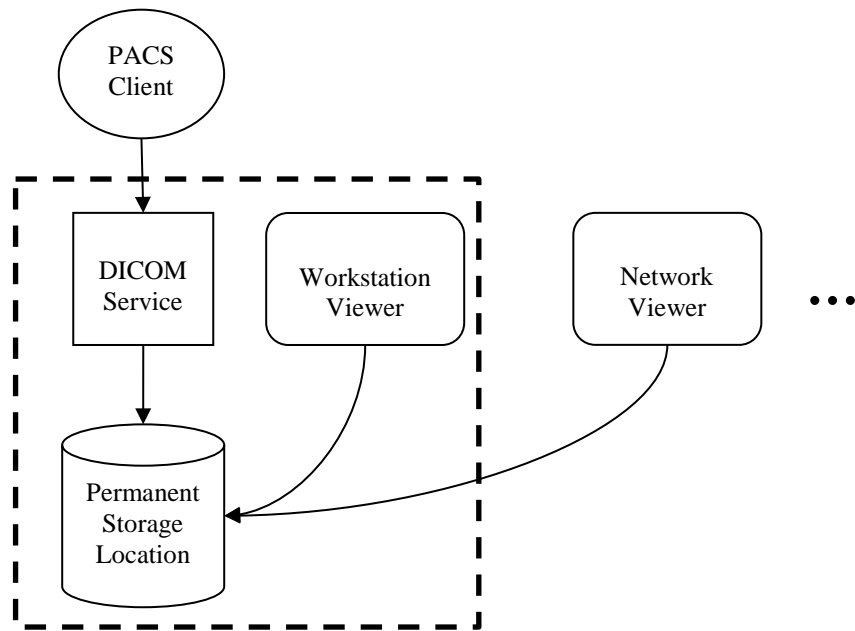 PACS
Client
DICOM
Service
Workstation
Viewer
Network
Viewer
...
Permanent
Storage
Location